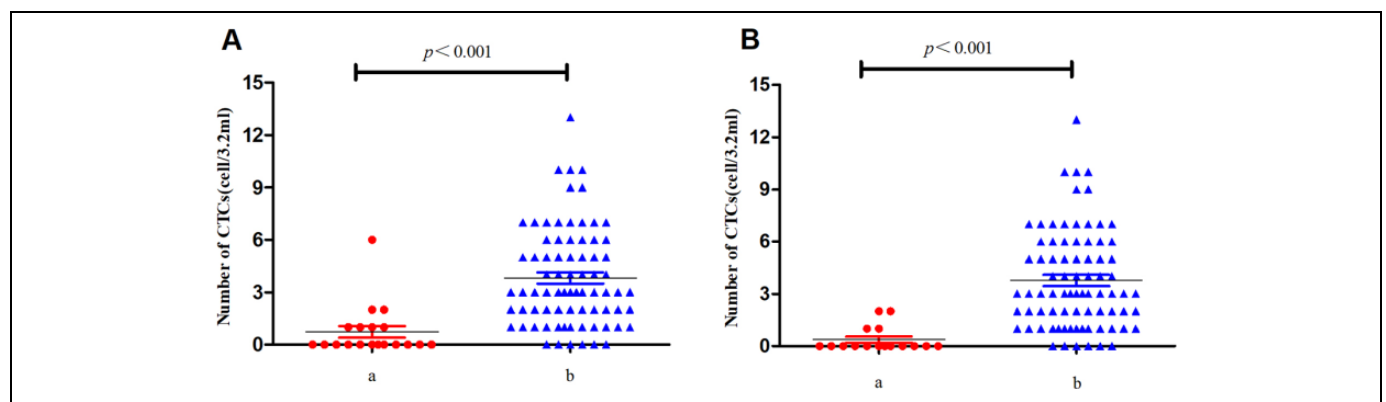 A
p< 0.001
15
12
9
6
3
0
Number of CTCs(cell/3.2ml)
a
b
B
p< 0.001
15
12
9
6
3
0
Number of CTCs(cell/3.2ml)
a
b